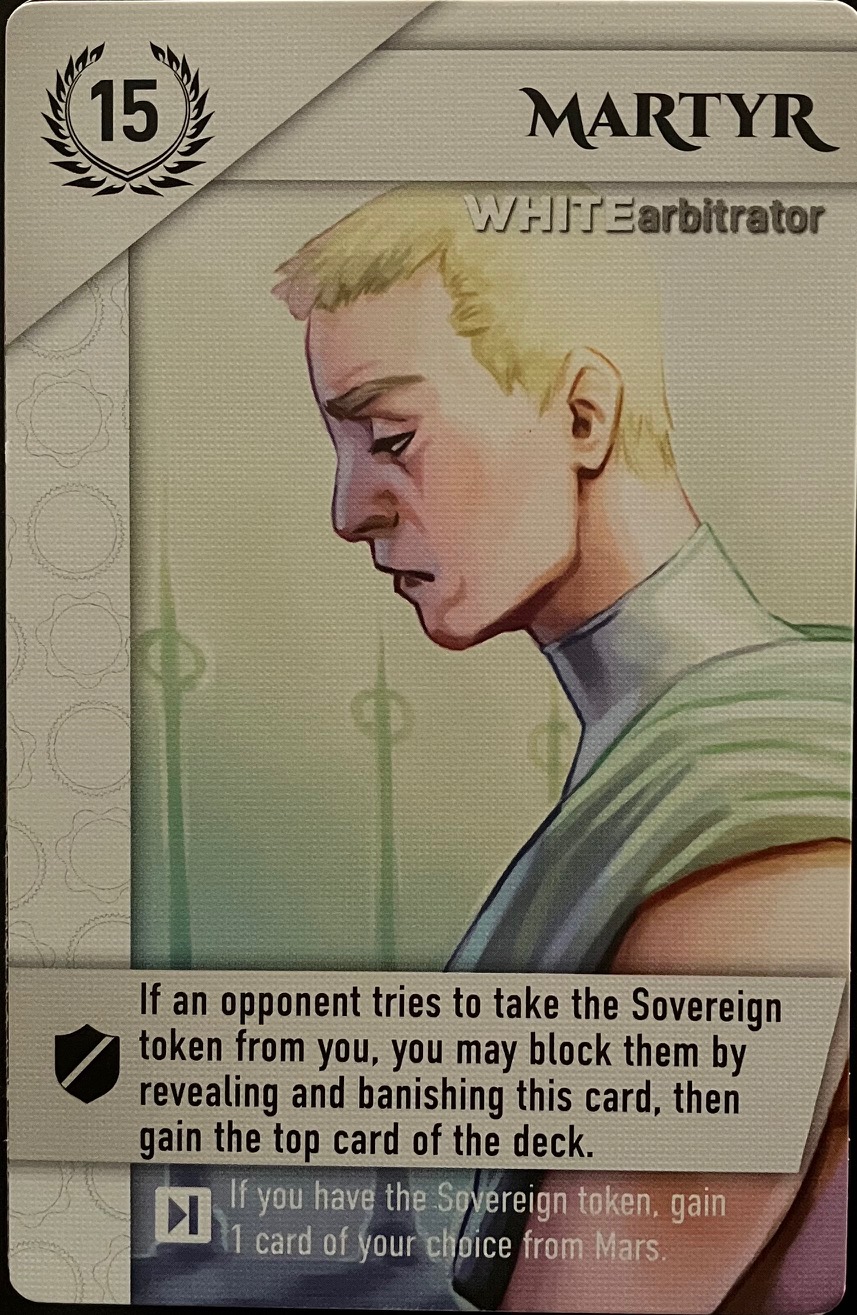 15
MARTYR
WHITEarbitrator
If an opponent tries to take the Sovereign
token from you, you may block them by
revealing and banishing this card, then
gain the top card of the deck.
If you have the Sovereign token, gain
1 card of your choice from Mars.